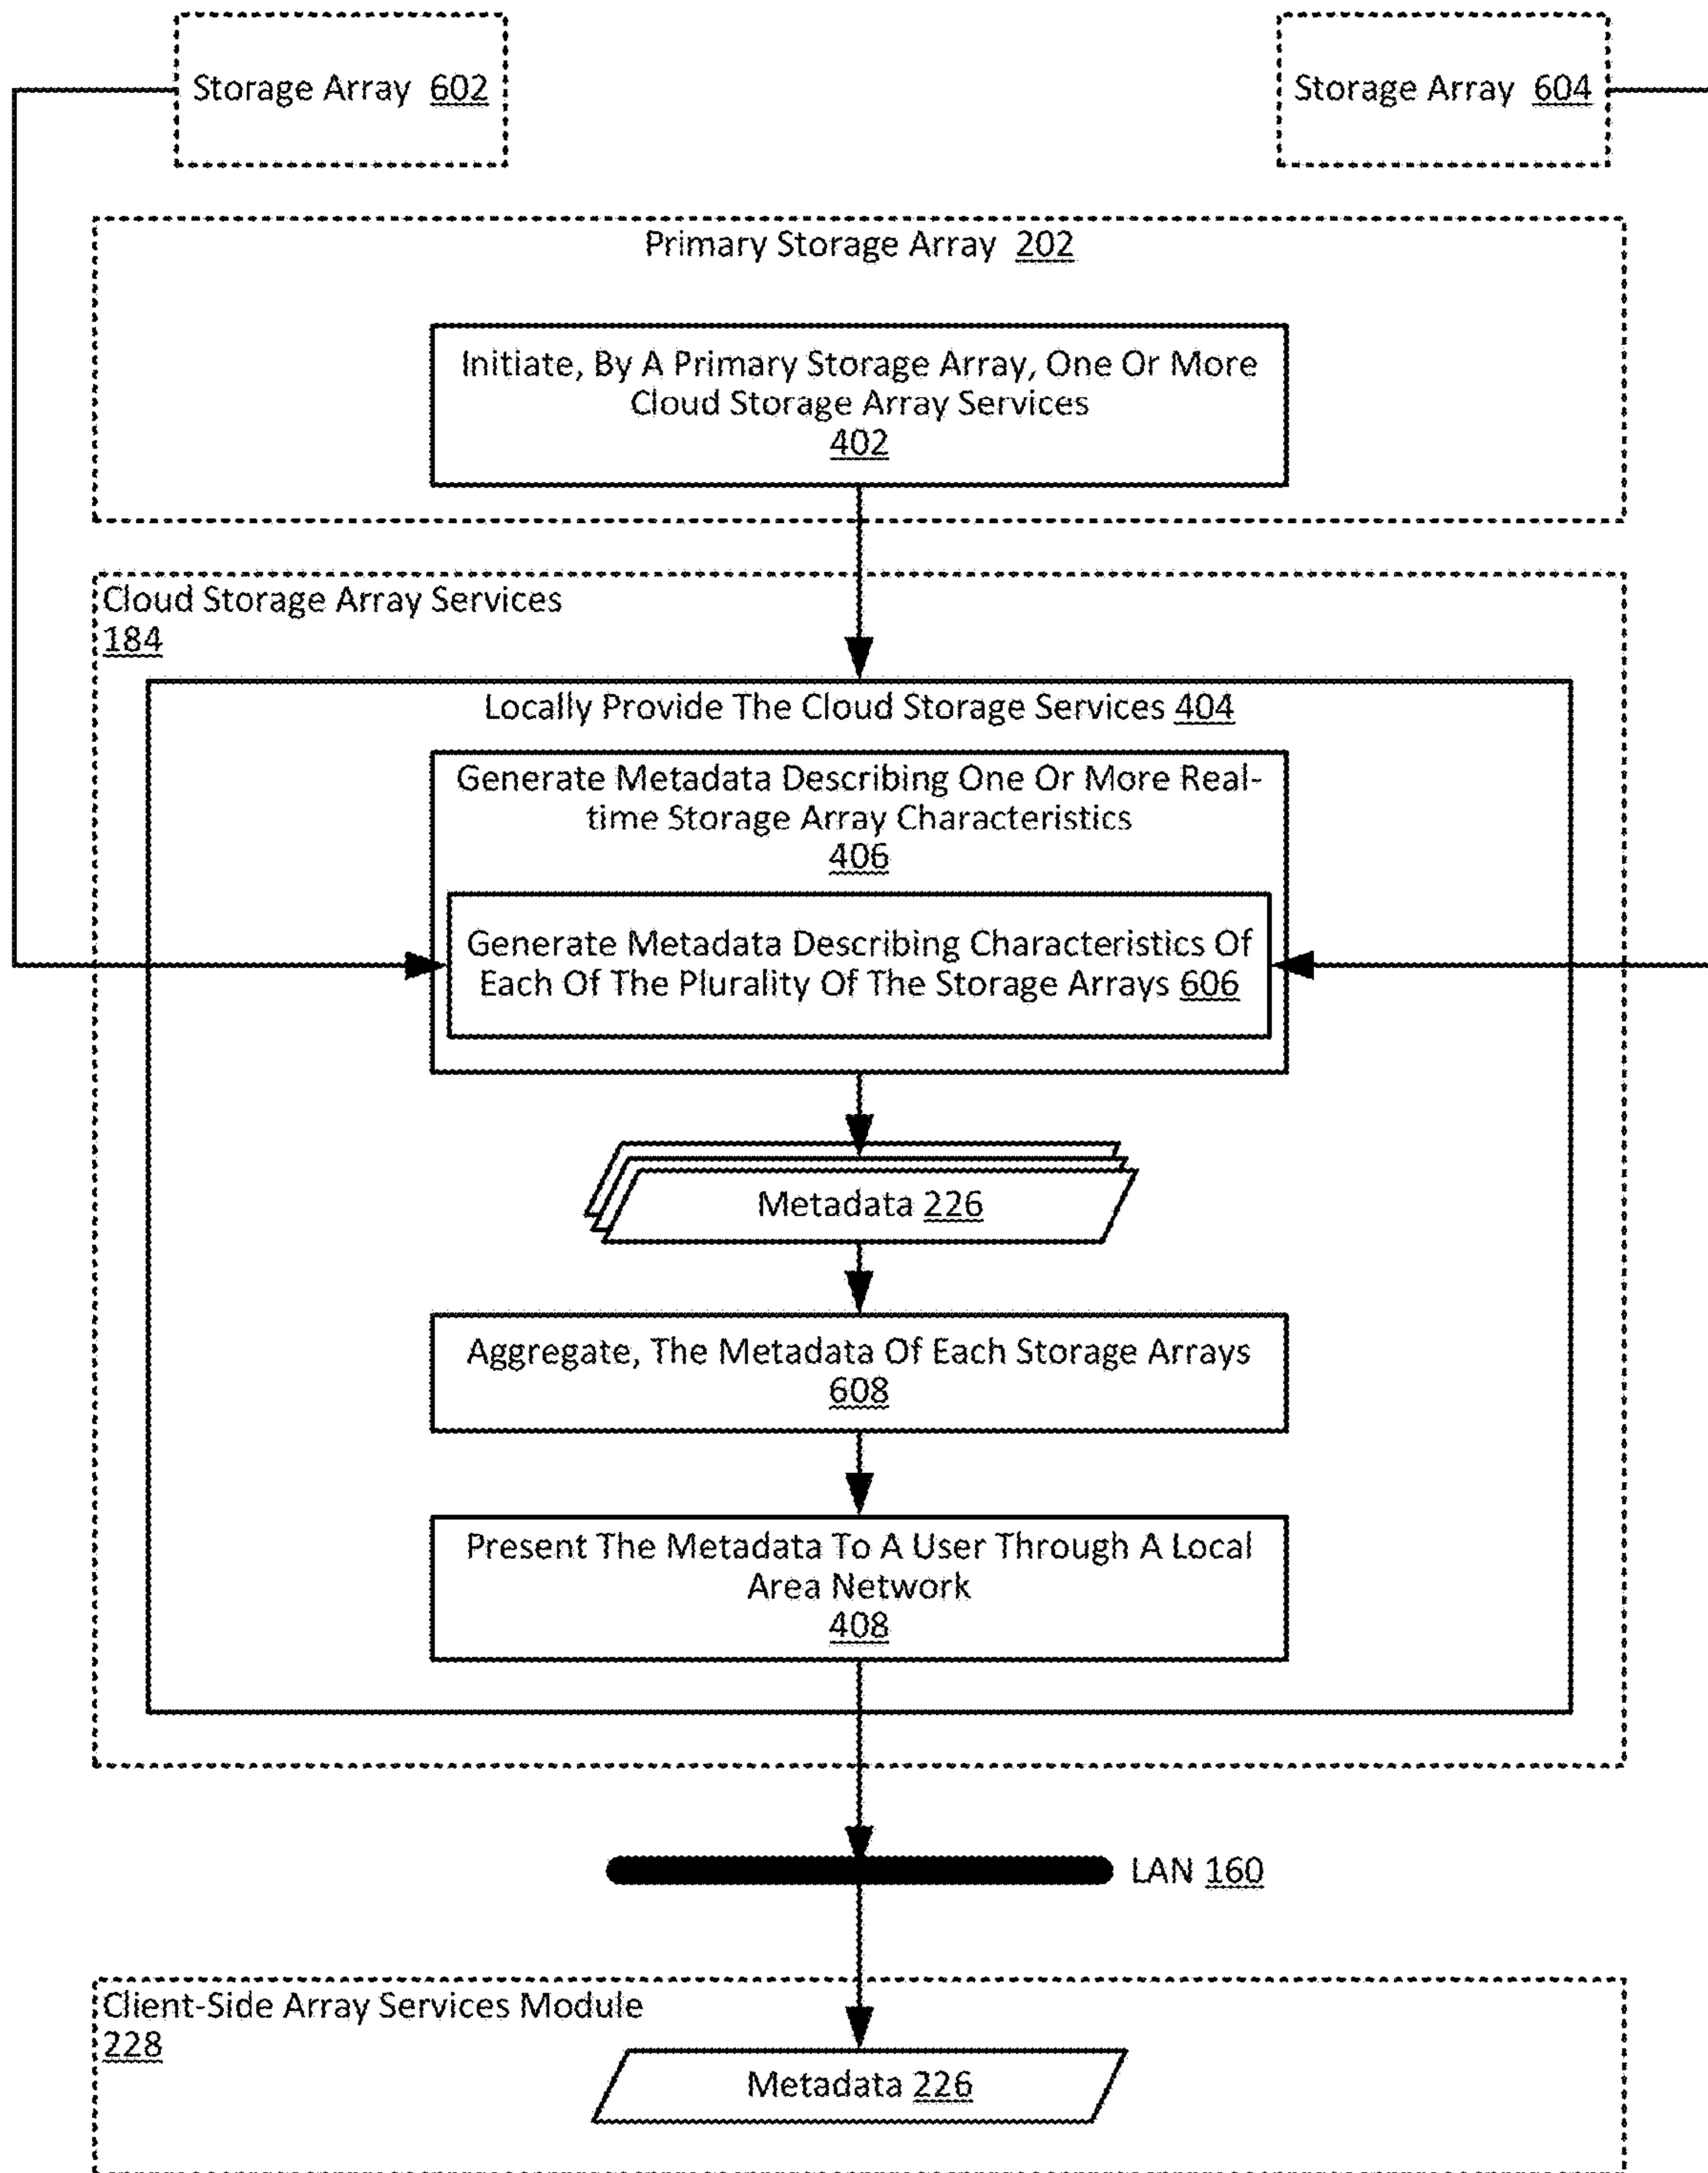 Storage Array 602
Storage Array 604
Primary Storage Array 202
Initiate, By A Primary Storage Array, One Or More
Cloud Storage Array Services
402
Cloud Storage Array Services
184
Locally Provide The Cloud Storage Services 404
Generate Metadata Describing One Or More Real-
time Storage Array Characteristics
406
Generate Metadata Describing Characteristics Of
Each Of The Plurality Of The Storage Arrays 606
Metadata 226
Aggregate, The Metadata Of Each Storage Arrays
608
Present The Metadata To A User Through A Local
Area Network
408
LAN 160
Client-Side Array Services Module
228
Metadata 226